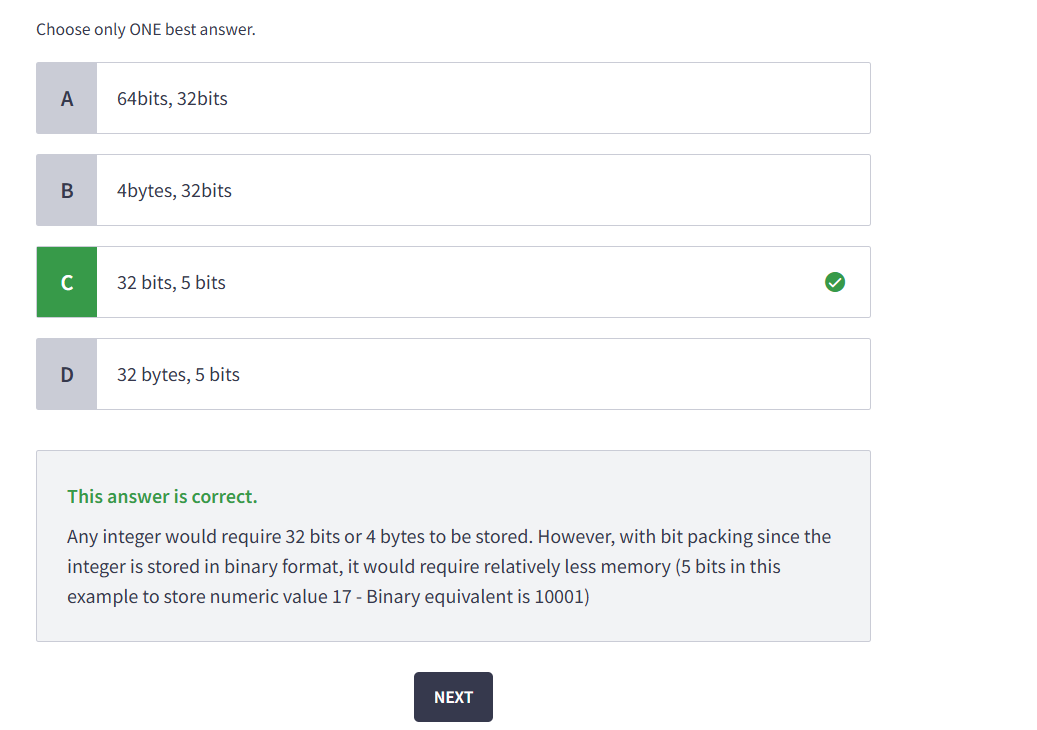 Choose only ONE best answer.
A
64bits, 32bits
B
4bytes, 32bits
C
32 bits, 5 bits
D
32 bytes, 5 bits
This answer is correct.
Any integer would require 32 bits or 4 bytes to be stored. However, with bit packing since the
integer is stored in binary format, it would require relatively less memory (5 bits in this
example to store numeric value 17 - Binary equivalent is 10001)
NEXT